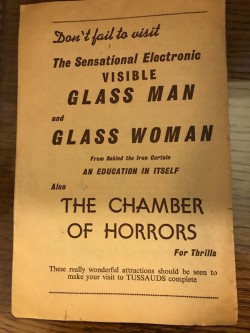 Don't fail to visit
The Sensational Electronic
VISIBLE
GLASS MAN
and
GLASS WOMAN
From Behind the Iron Curtain
AN EDUCATION IN ITSELF
Also
THE CHAMBER
OF HORRORS
For Thrills
These really wonderful attractions should be seen to
make your visit to TUSSAUDS complete